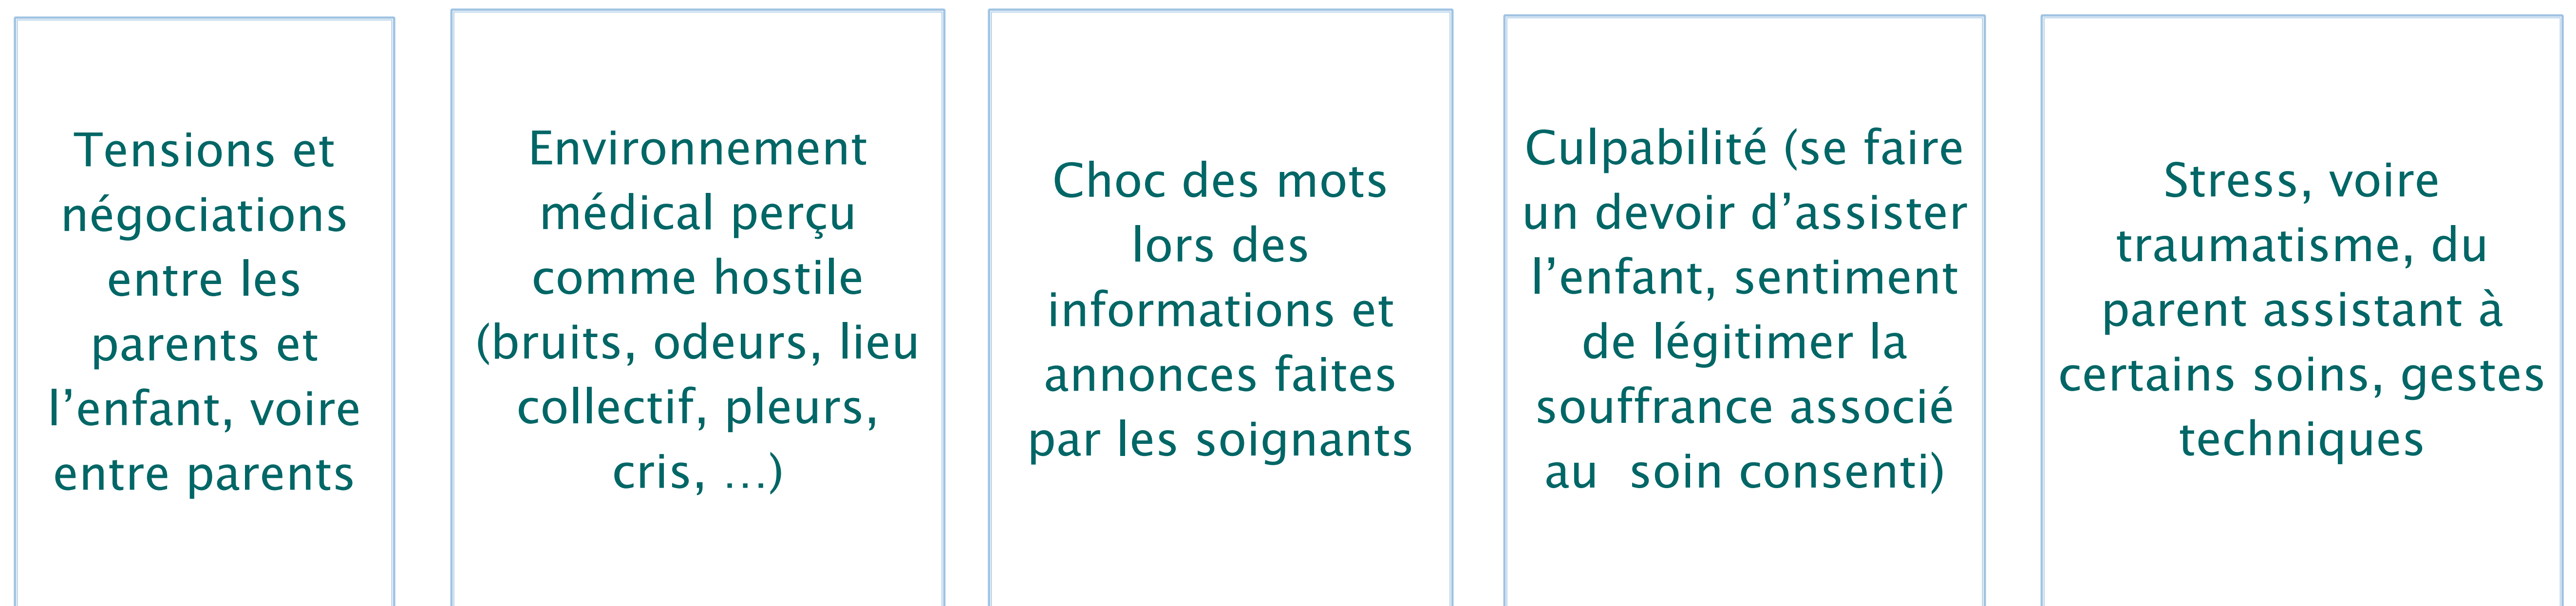 Tensions et
négociations
entre les
parents et
l’enfant, voire
entre parents
Environnement
médical perçu
comme hostile
(bruits, odeurs, lieu
collectif, pleurs,
cris, …)
Choc des mots
lors des
informations et
annonces faites
par les soignants
Culpabilité (se faire
un devoir d’assister
l’enfant, sentiment
de légitimer la
souffrance associé
au  soin consenti)
Stress, voire
traumatisme, du
parent assistant à
certains soins, gestes
techniques